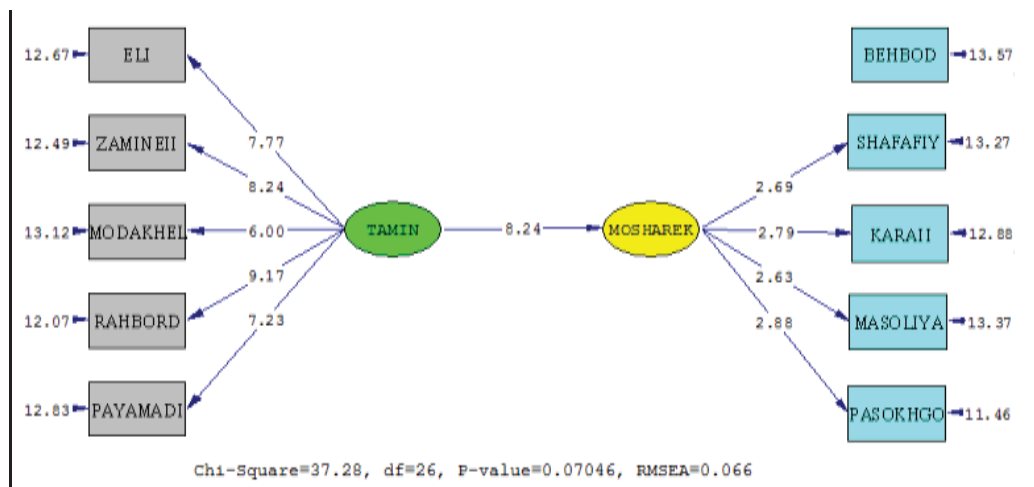 12.67 ELI
12.49 ZAMINEII
13.12 MODAKHEL
12.07 RAHBORD
12.83 PAYAMADI
7.77
8.24
6.00
9.17
7.23
TAMIN
8.24
MOSHAREK
2.69
2.79
2.63
2.88
BEHBOD 13.57
SHAFAFIY 13.27
KARAII 12.88
MASOLIYA 13.37
PASOKHGO 11.46
Chi-Square=37.28, df=26, P-value=0.07046, RMSEA=0.066